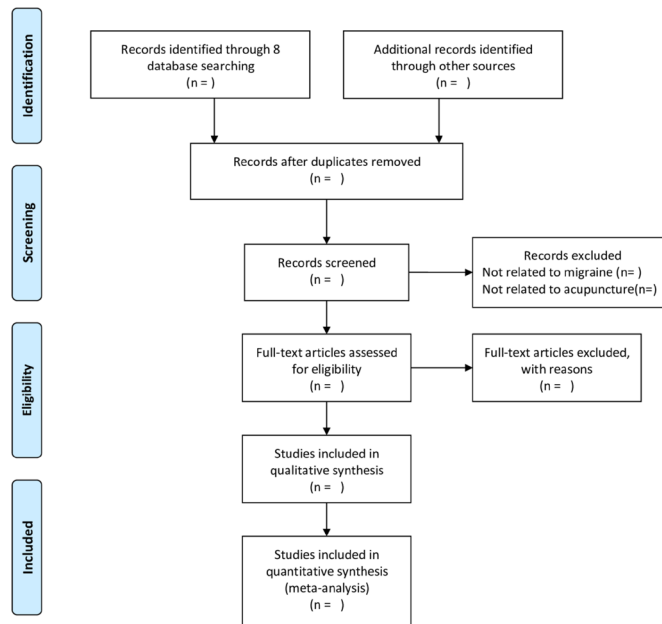 Identification
Records identified through 8
database searching
(n = )
Additional records identified
through other sources
(n = )
Records after duplicates removed
(n = )
Screening
Records screened
(n = )
Records excluded
Not related to migraine (n= )
Not related to acupuncture(n=)
Eligibility
Full-text articles assessed
for eligibility
(n = )
Full-text articles excluded,
with reasons
(n = )
Studies included in
qualitative synthesis
(n = )
Included
Studies included in
quantitative synthesis
(meta-analysis)
(n = )